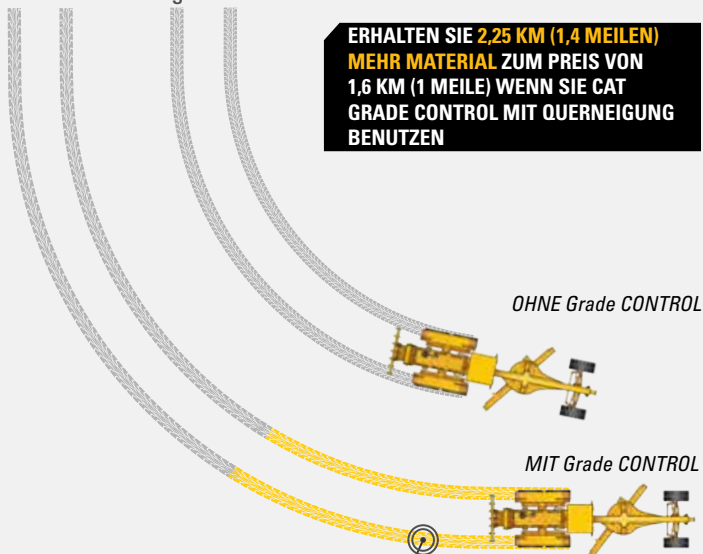 ERHALTEN SIE 2,25 KM (1,4 MEILEN)
MEHR MATERIAL ZUM PREIS VON
1,6 KM (1 MEILE) WENN SIE CAT
GRADE CONTROL MIT QUERNEIGUNG
BENUTZEN
OHNE Grade CONTROL
MIT Grade CONTROL